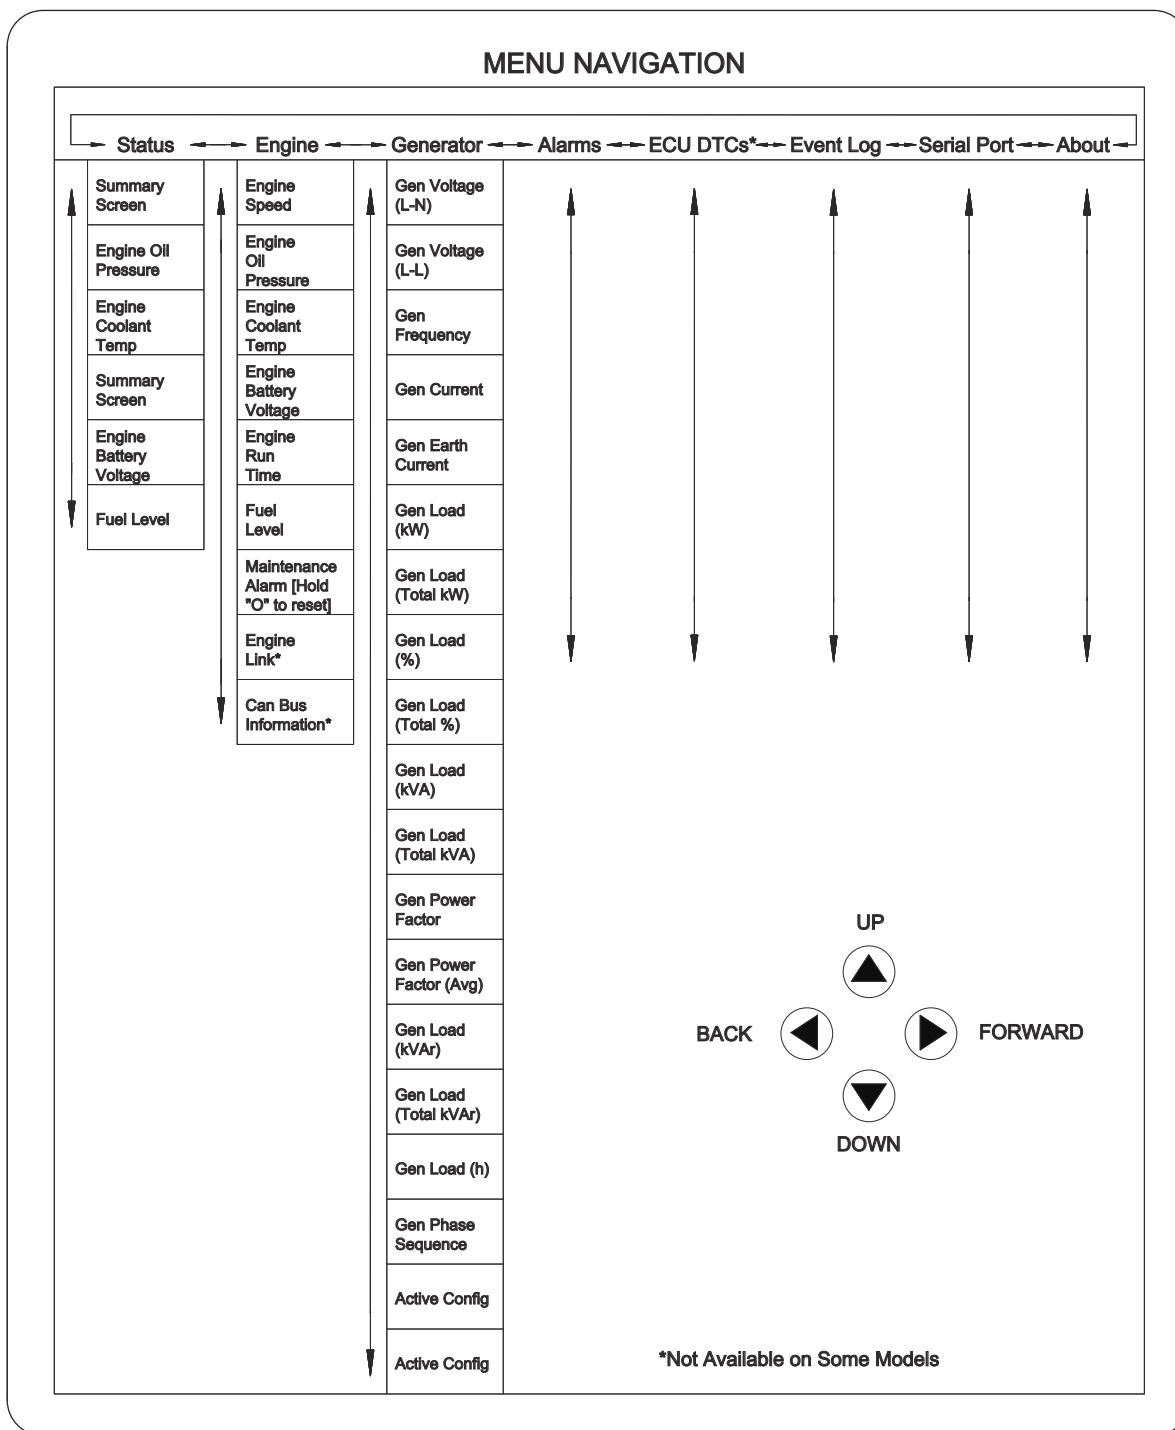 MENU NAVIGATION
Status Engine Generator Alarms ECU DTCs* Event Log Serial Port About
Summary
Screen
Engine Oil
Pressure
Engine
Coolant
Temp
Summary
Screen
Engine
Battery
Voltage
Fuel Level
Engine
Speed
Engine
Oil
Pressure
Engine
Coolant
Temp
Engine
Battery
Voltage
Engine
Run
Time
Fuel
Level
Maintenance
Alarm [Hold
"O" to reset]
Engine
Link*
Can Bus
Information*
Gen Voltage
(L-N)
Gen Voltage
(L-L)
Gen
Frequency
Gen Current
Gen Earth
Current
Gen Load
(kW)
Gen Load
(Total kW)
Gen Load
(%)
Gen Load
(Total %)
Gen Load
(kVA)
Gen Load
(Total kVA)
Gen Power
Factor
Gen Power
Factor (Avg)
Gen Load
(kVAr)
Gen Load
(Total kVAr)
Gen Load (h)
Gen Phase
Sequence
Active Config
Active Config
UP
BACK
FORWARD
DOWN
*Not Available on Some Models